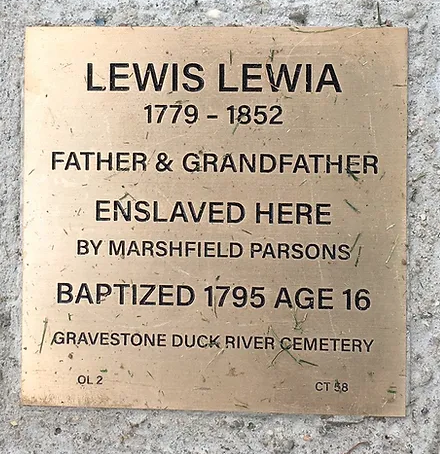 LEWIS LEWIA
1779 - 1852
FATHER & GRANDFATHER
ENSLAVED HERE
BY MARSHFIELD PARSONS
BAPTIZED 1795 AGE 16
GRAVESTONE DUCK RIVER CEMETERY
OL 2 CT 58